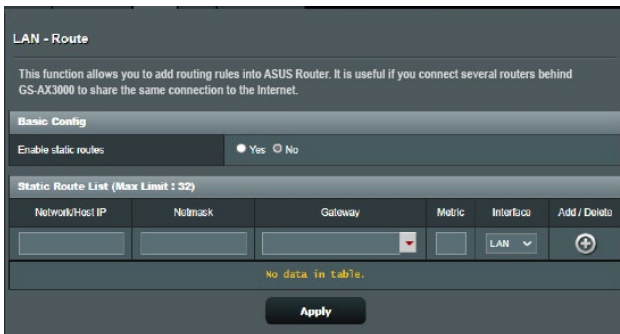 LAN - Route
This function allows you to add routing rules into ASUS Router. It is useful if you connect several routers behind
GS-AX3000 to share the same connection to the Internet.
Basic Config
Enable static routes Yes No
Static Route List (Max Limit : 32)
Network/Host IP Netmask Gateway Metric Interface Add / Delete
LAN
No data in table.
Apply